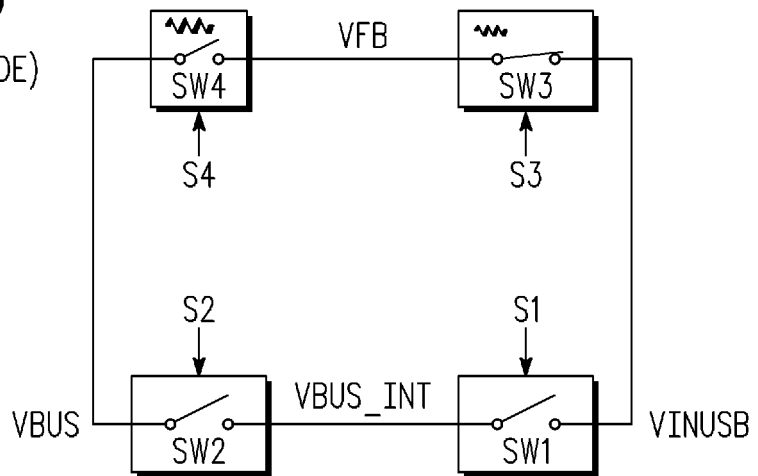 DE)
VFB
SW4
SW3
S4
S3
S2
S1
VBUS_INT
VBUS
VINUSB
SW2
SW1